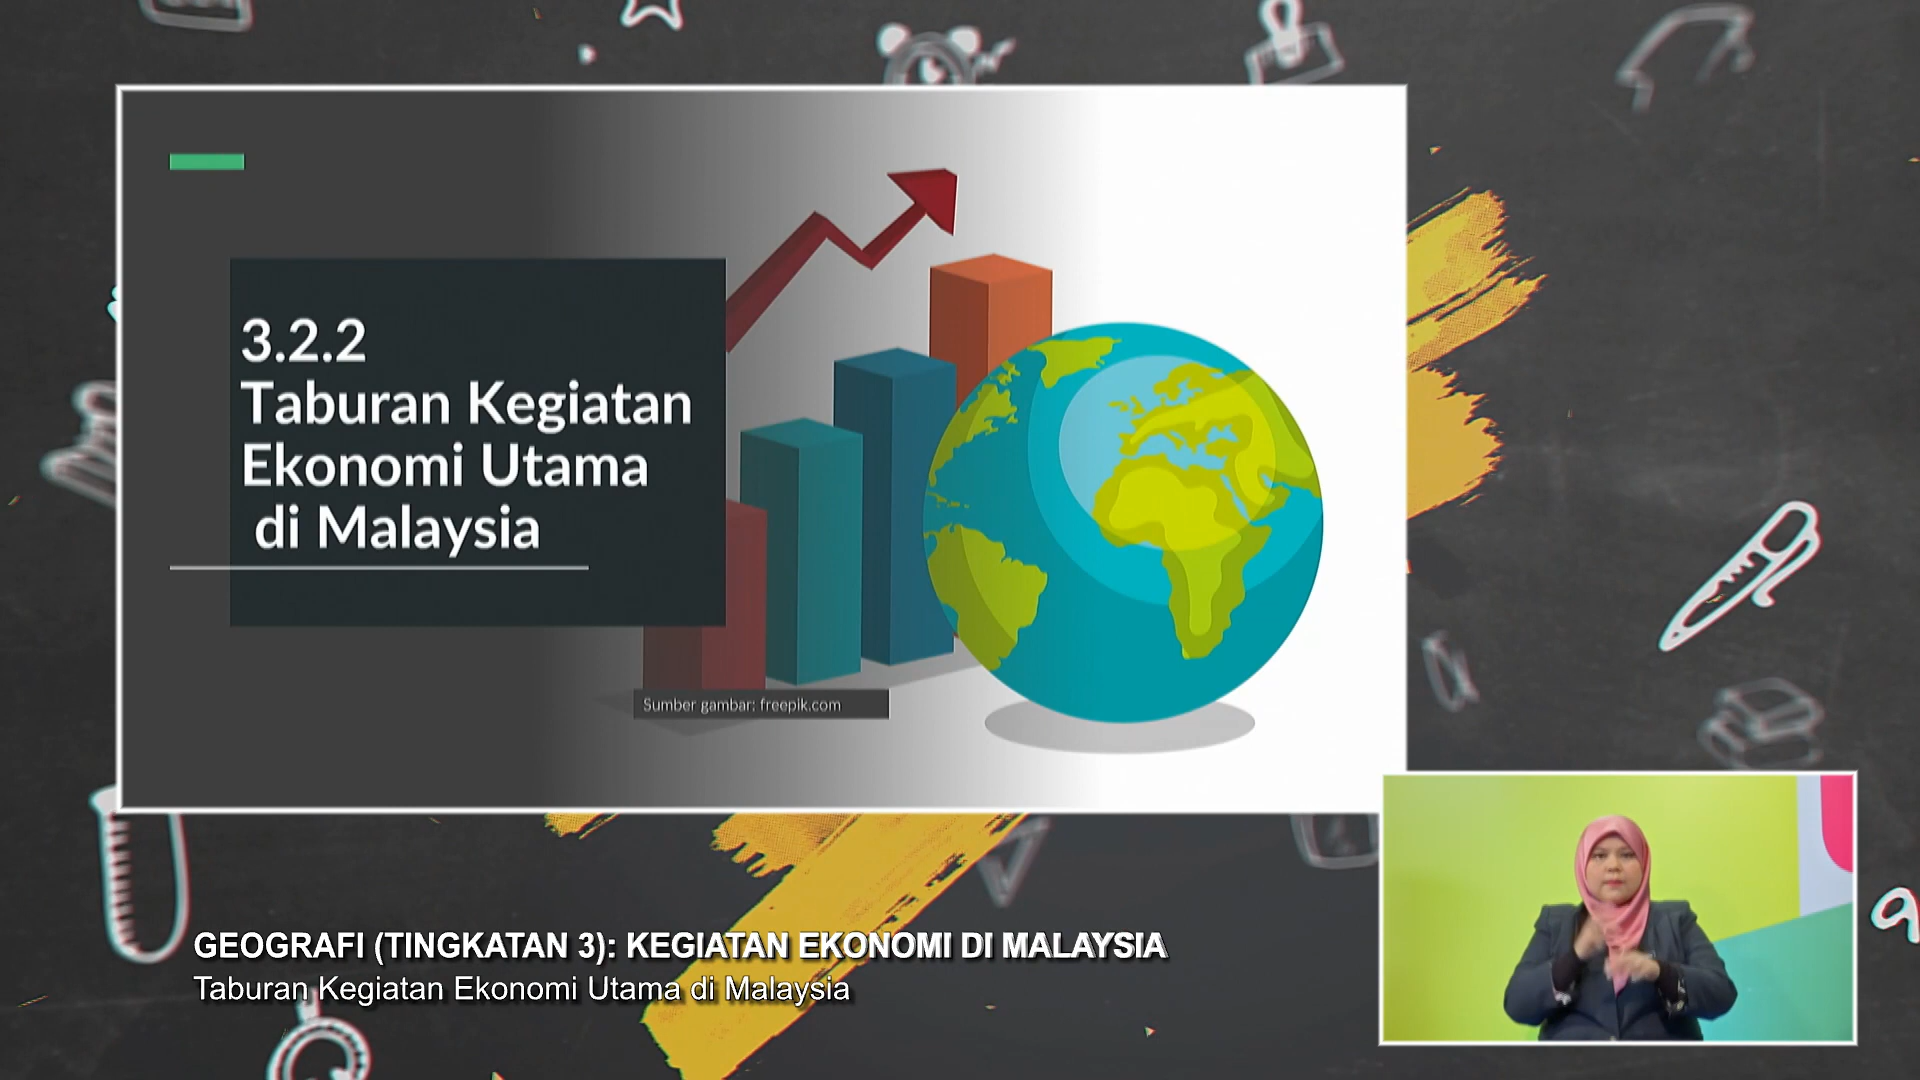 3.2.2
Taburan Kegiatan
Ekonomi Utama
di Malaysia
Sumber gambar: freepik.com
GEOGRAFI (TINGKATAN 3): KEGIATAN EKONOMI DI MALAYSIA
Taburan Kegiatan Ekonomi Utama di Malaysia